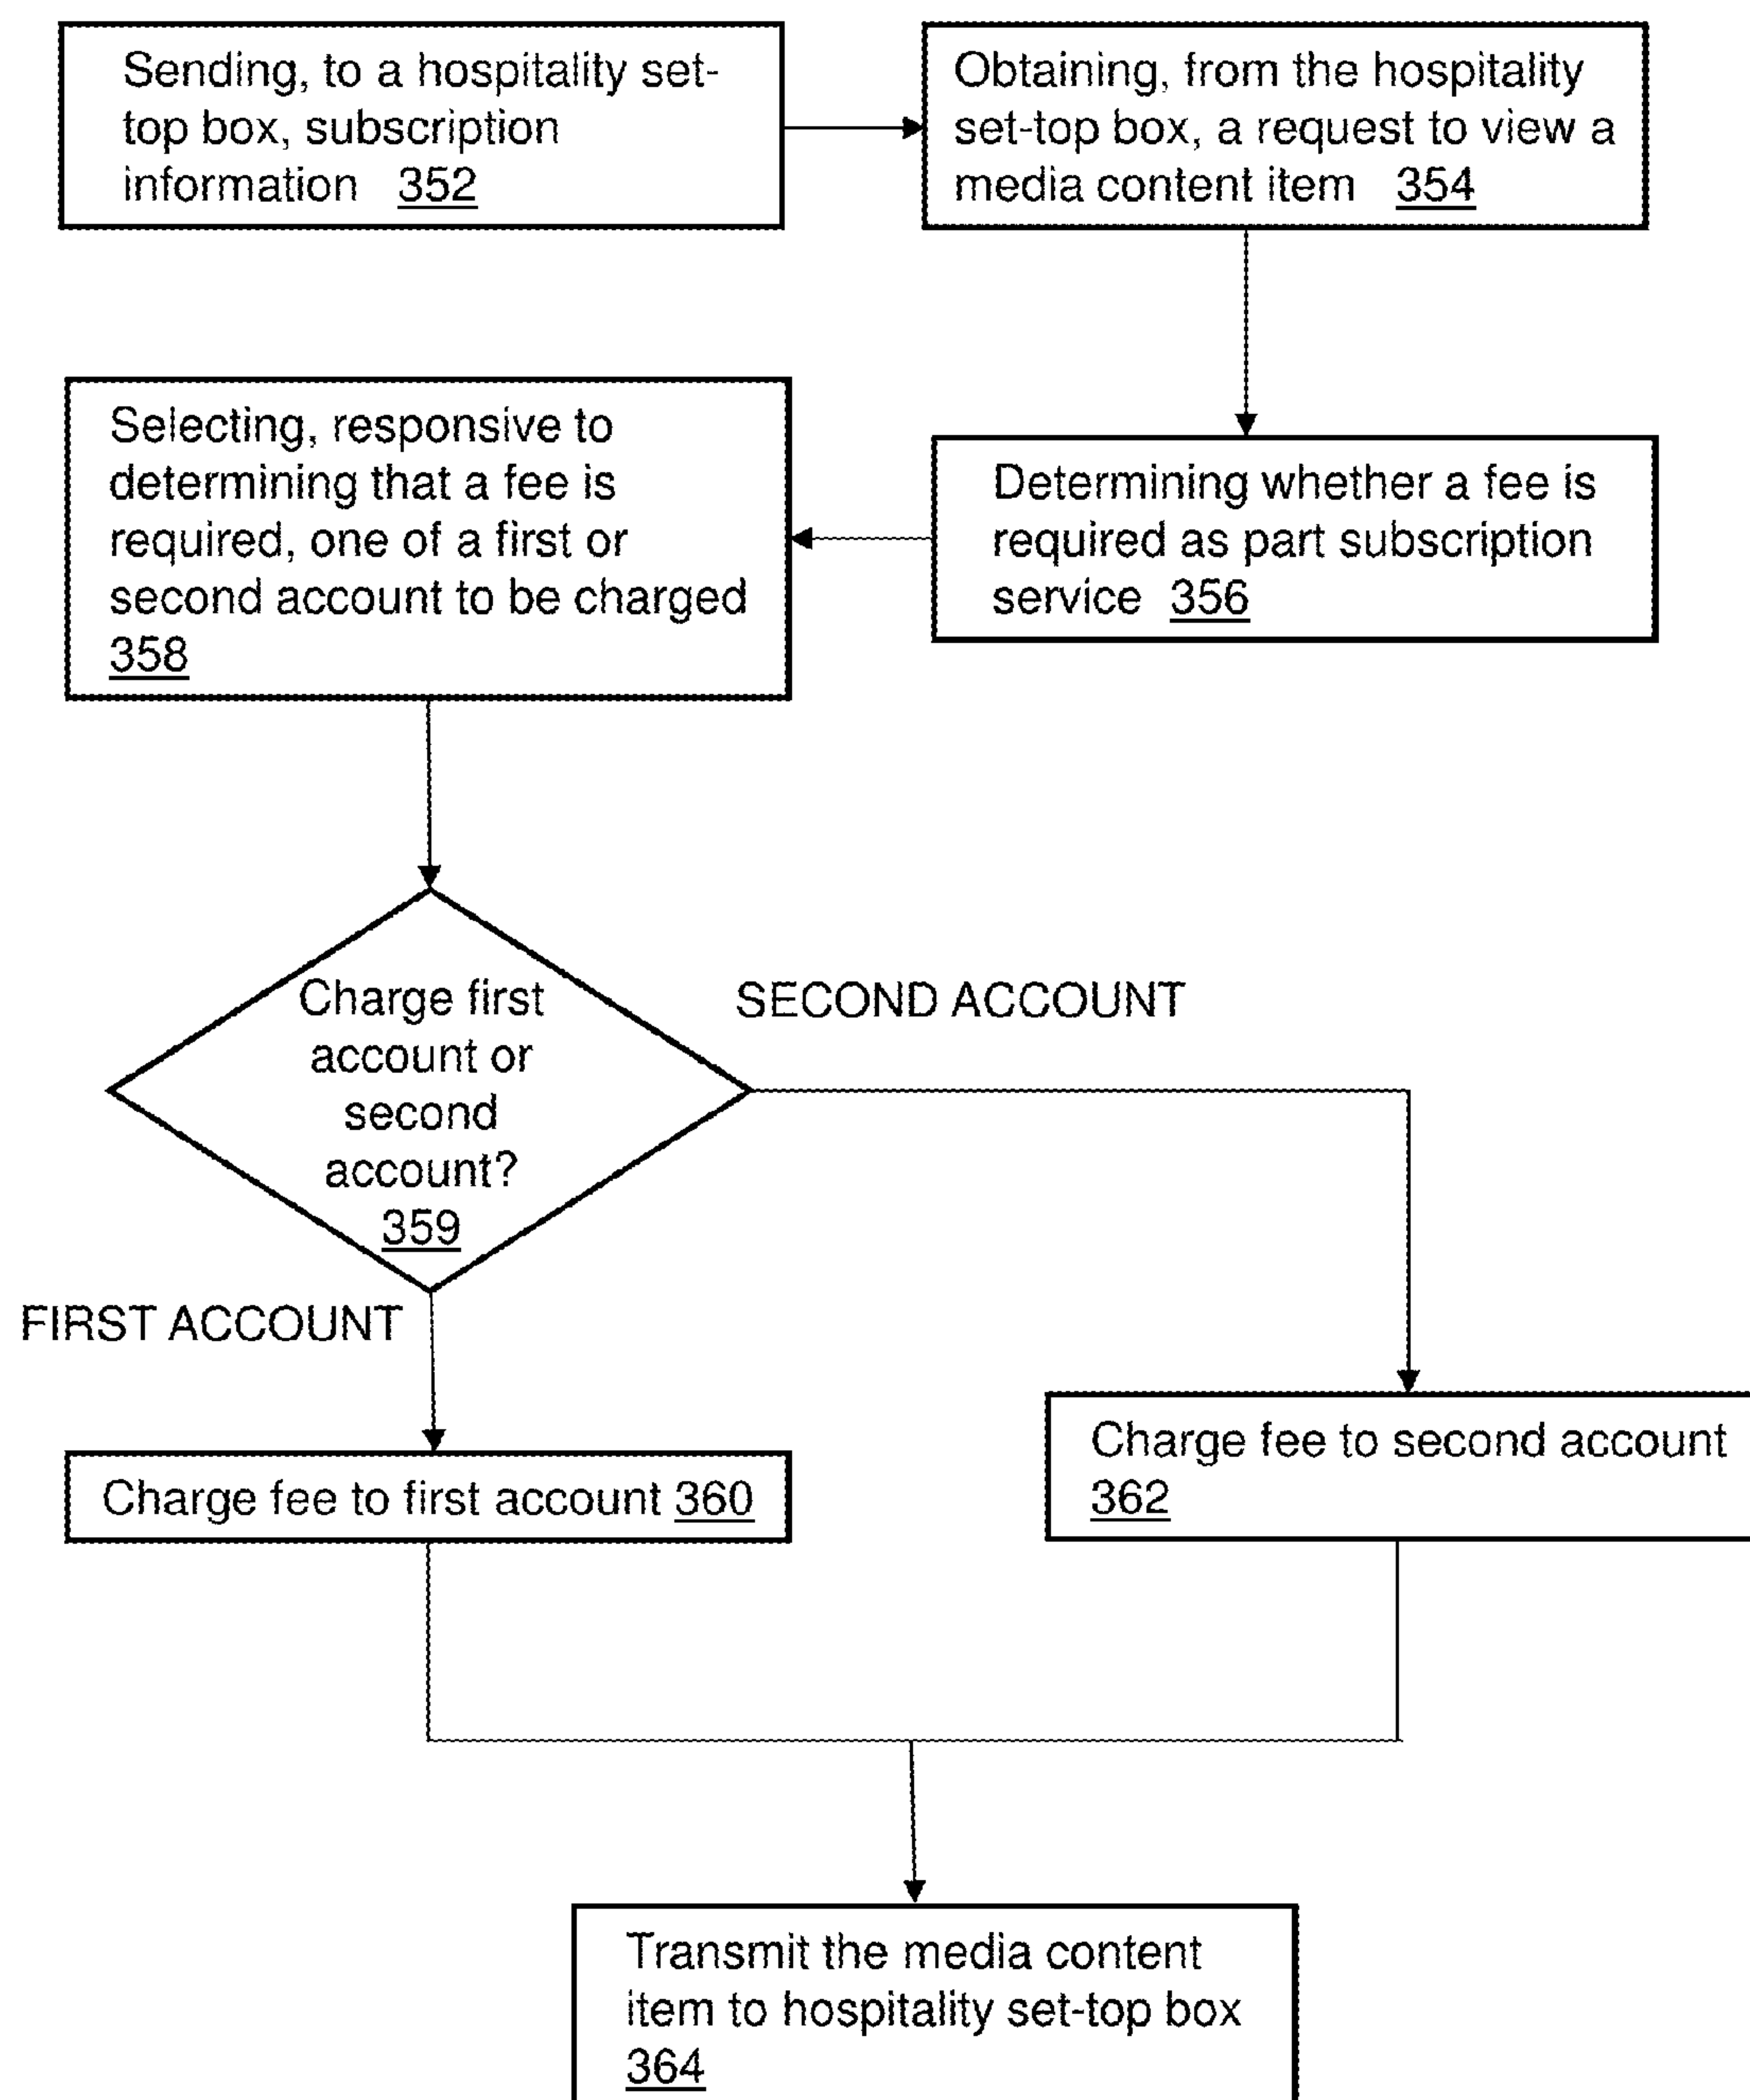 Sending, to a hospitality set-
top box, subscription
information 352
Obtaining, from the hospitality
set-top box, a request to view a
media content item 354
Determining whether a fee is
required as part subscription
service 356
Selecting, responsive to
determining that a fee is
required, one of a first or
second account to be charged
358
Charge first
account or
second
account?
359
SECOND ACCOUNT
FIRST ACCOUNT
Charge fee to first account 360
Charge fee to second account
362
Transmit the media content
item to hospitality set-top box
364